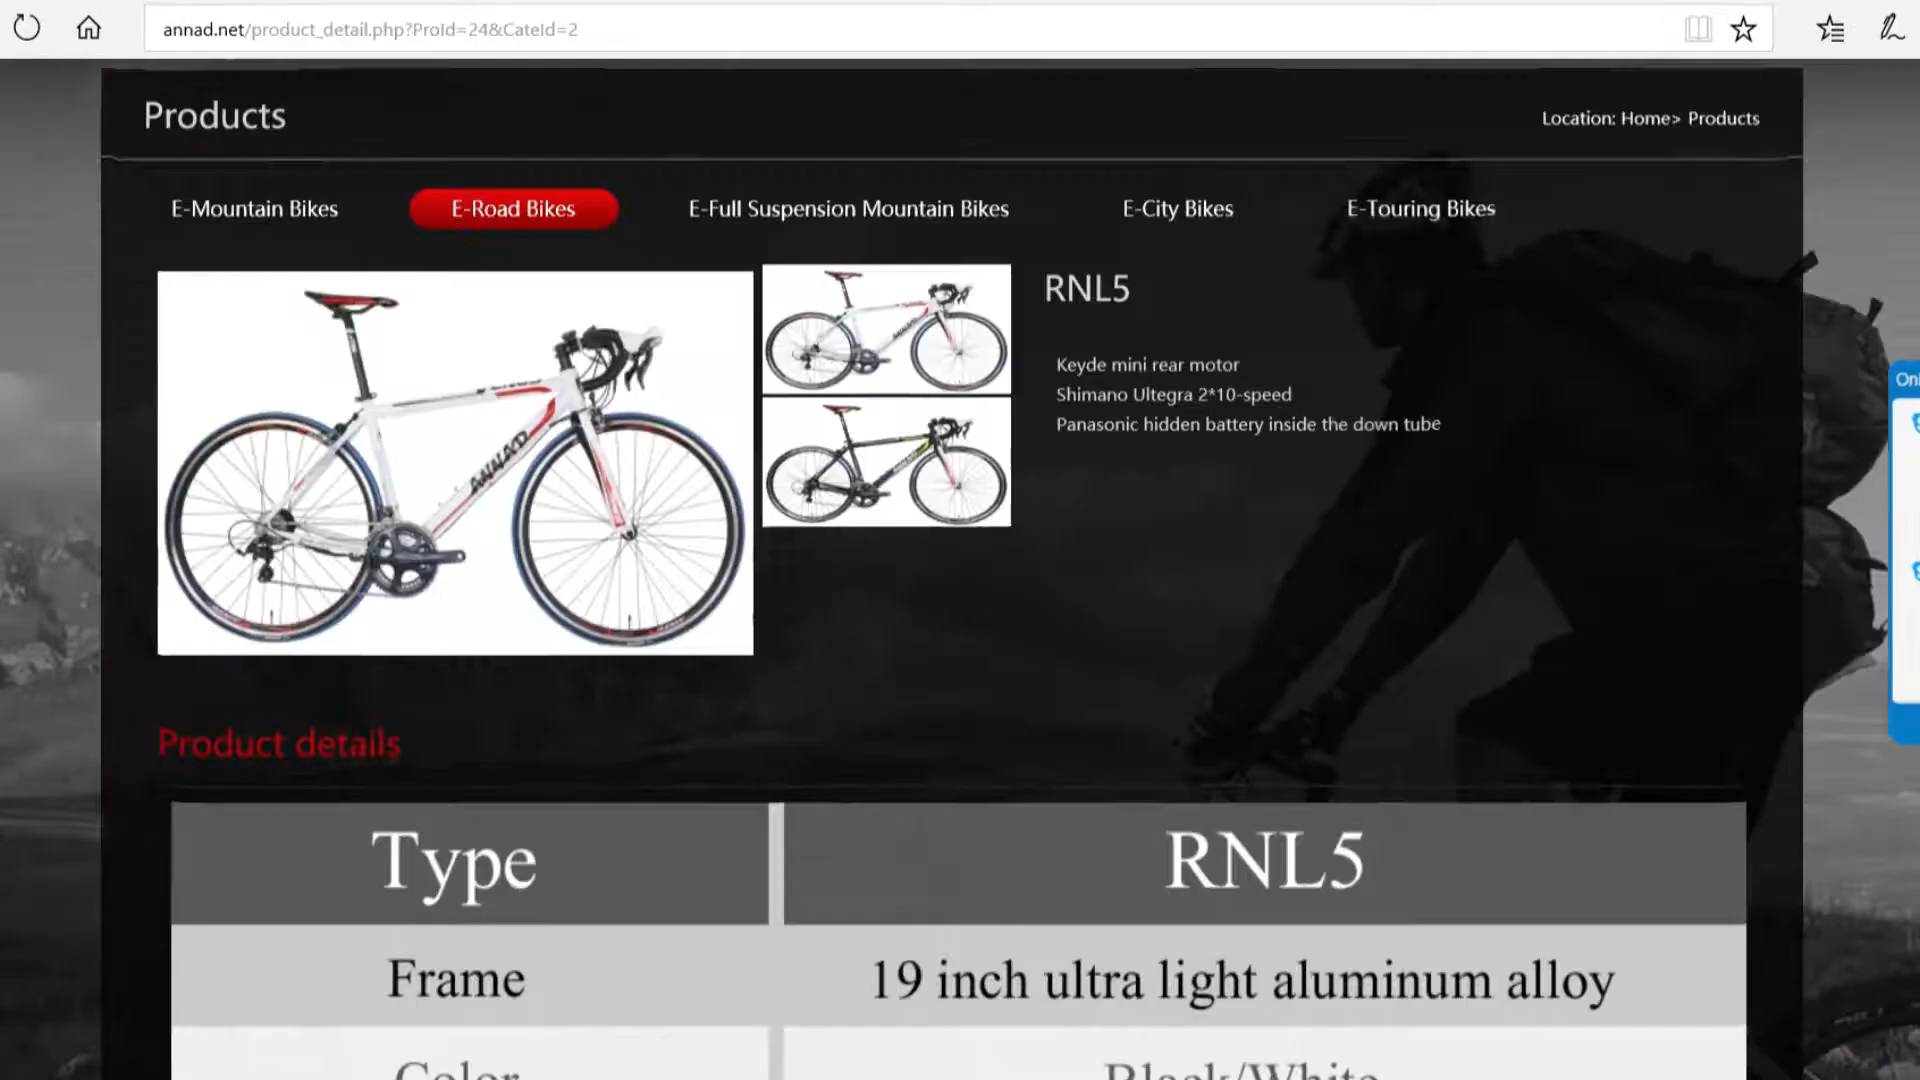 annad.net/product_detail.php?ProId=24&CateId=2
Products
Location: Home> Products
E-Mountain Bikes
E-Road Bikes
E-Full Suspension Mountain Bikes
E-City Bikes
E-Touring Bikes
RNL5
Keyde mini rear motor
Shimano Ultegra 2*10-speed
Panasonic hidden battery inside the down tube
ANNAD
Onl
Product details
Type RNL5
Frame 19 inch ultra light aluminum alloy
Color Black/White